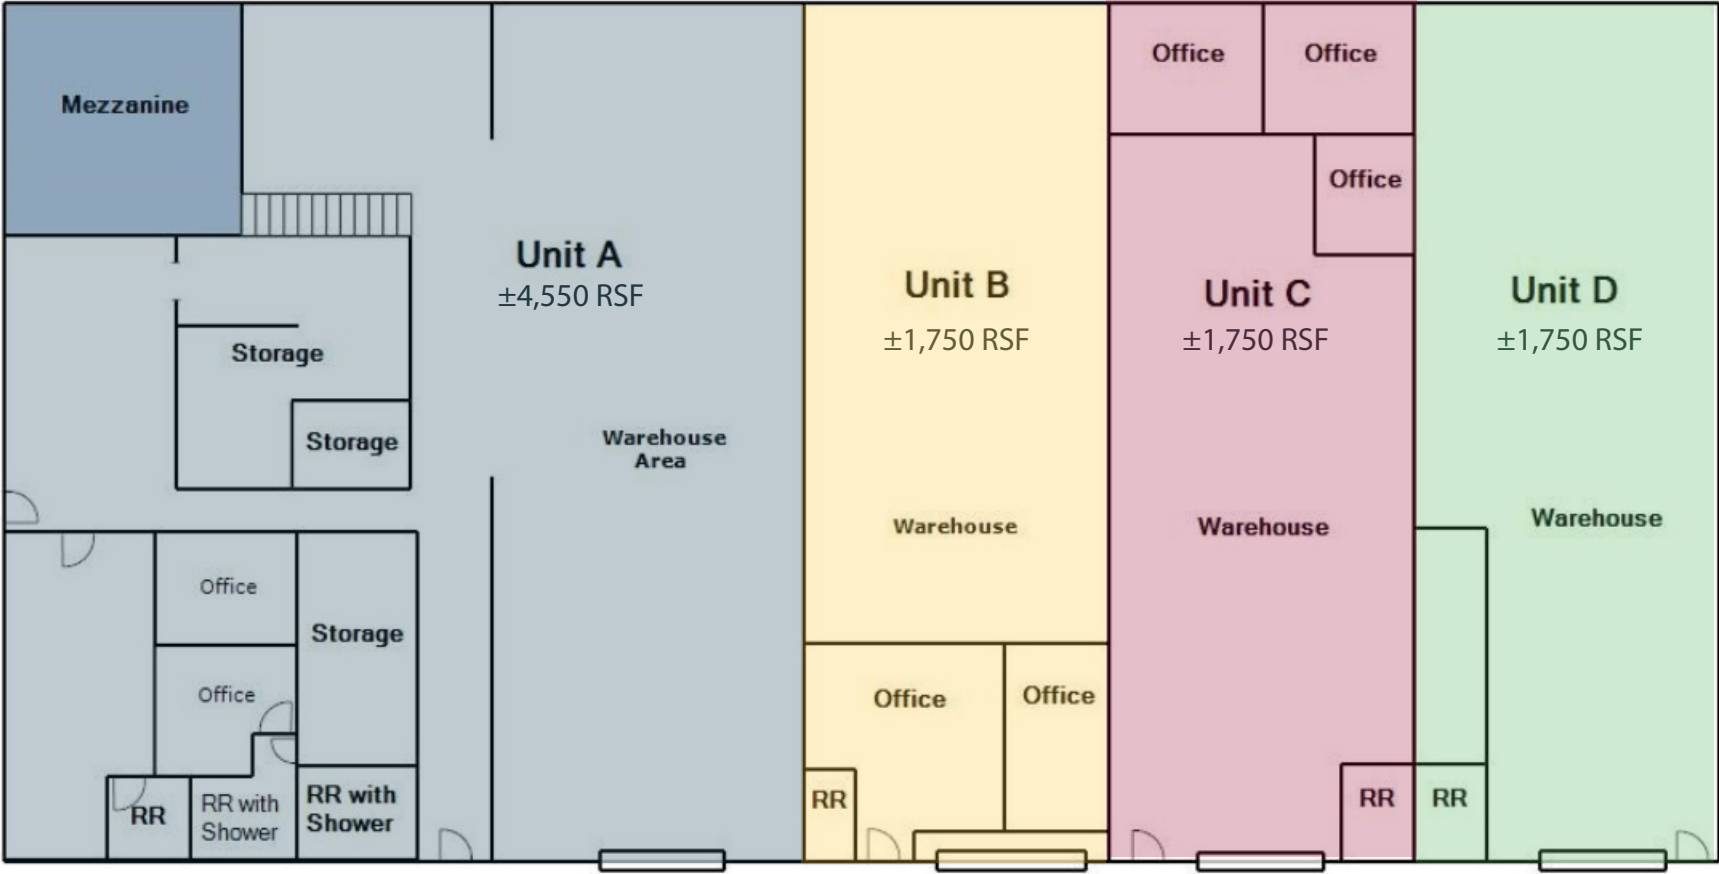 Mezzanine
Unit A
±4,550 RSF
Storage
Storage
Warehouse
Area
Office
Storage
Office
RR
RR with
Shower
RR with
Shower
Unit B
±1,750 RSF
Warehouse
Office
Office
RR
Office
Office
Office
Unit C
±1,750 RSF
Warehouse
RR
Unit D
±1,750 RSF
Warehouse
RR